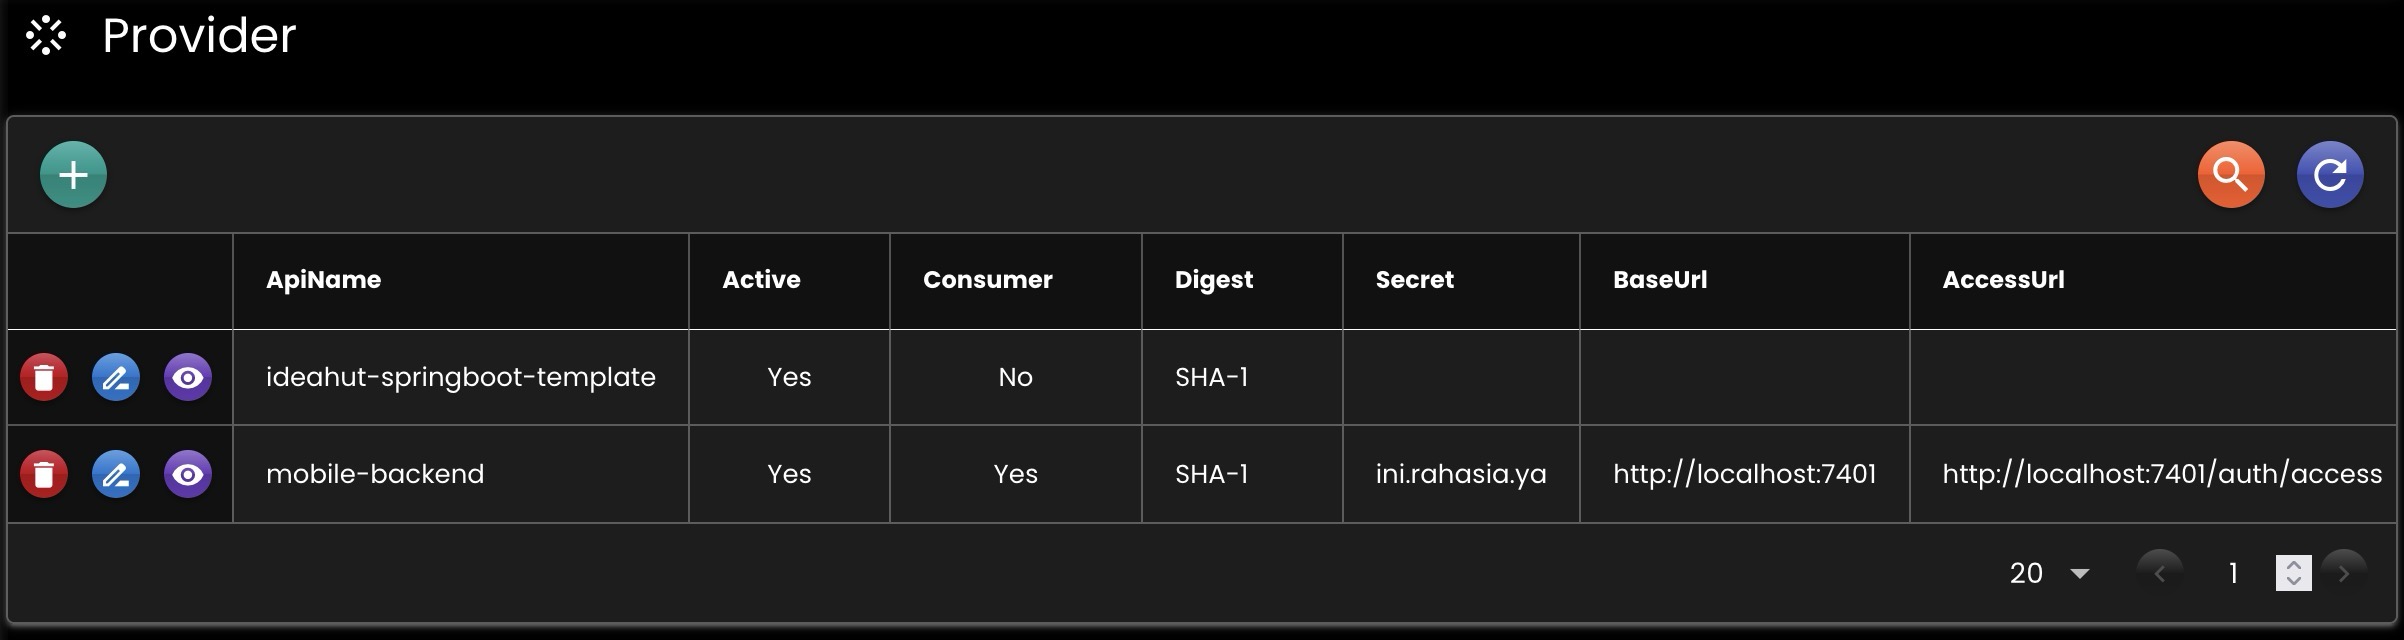 Provider
ApiName Active Consumer Digest Secret BaseUrl AccessUrl
ideahut-springboot-template Yes No SHA-1
mobile-backend Yes Yes SHA-1 ini.rahasia.ya http://localhost:7401 http://localhost:7401/auth/access
20 1